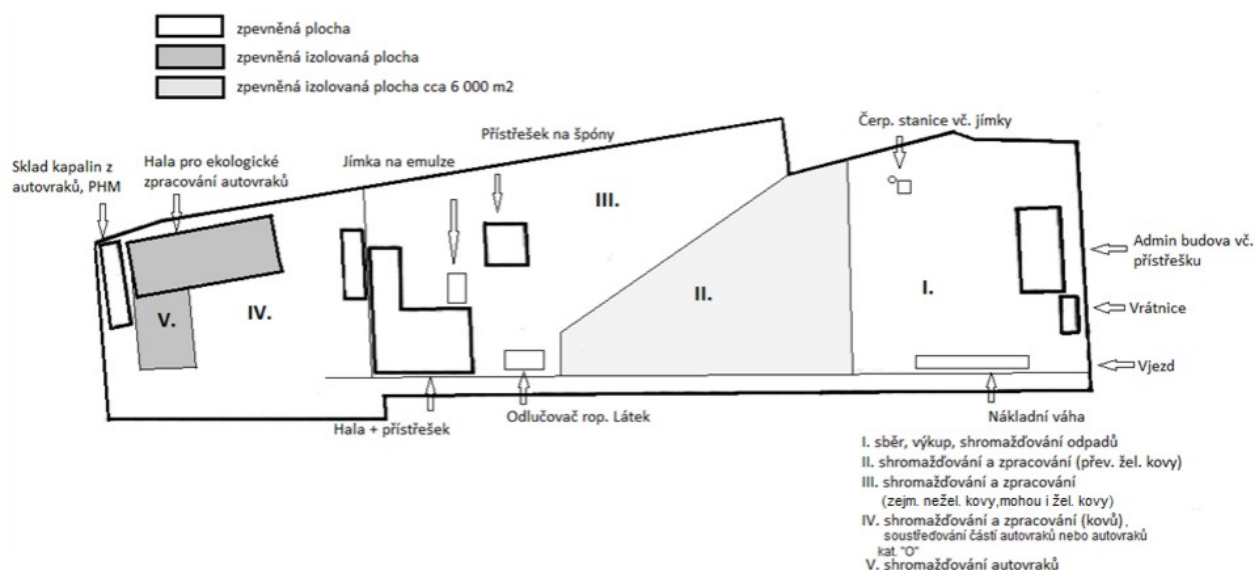 zpevněná plocha
zpevněná izolovaná plocha
zpevněná izolovaná plocha cca 6 000 m2
Sklad kapalin z
autovraků, PHM
Hala pro ekologické
zpracování autovraků
Jímka na emulze
Přístřešek na špóny
Čerp. stanice vč. jímky
III.
Admin budova vč.
přístřešku
II.
I.
IV.
V.
Vrátnice
Vjezd
Hala + přístřešek
Odlučovač rop. Látek
Nákladní váha
I. sběr, výkup, shromažďování odpadů
II. shromažďování a zpracování (přev. žel. kovy)
III. shromažďování a zpracování
(zejm. nežel. kovy,mohou i žel. kovy)
IV. shromažďování a zpracování (kovů) ,
soustřeďování částí autovraků nebo autovraků
kat. "O"
V. shromažďování autovraků